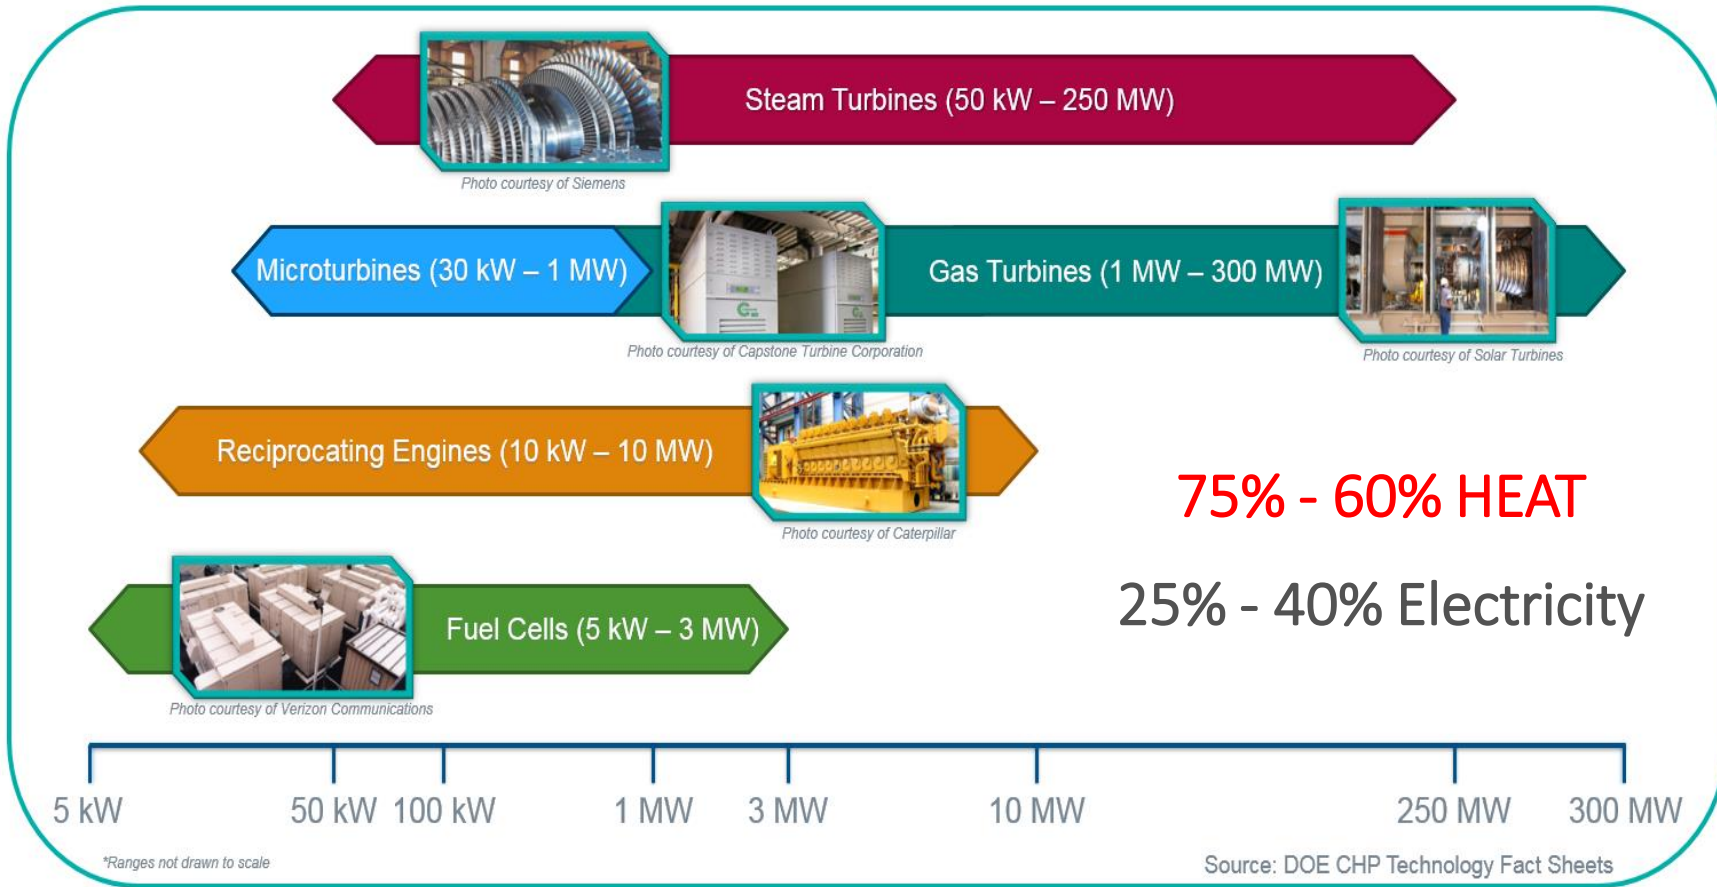 Steam Turbines (50 kW – 250 MW)
Photo courtesy of Siemens
Microturbines (30 kW – 1 MW)
Gas Turbines (1 MW – 300 MW)
Photo courtesy of Capstone Turbine Corporation
Photo courtesy of Solar Turbines
Reciprocating Engines (10 kW – 10 MW)
Photo courtesy of Caterpillar
75% - 60% HEAT
25% - 40% Electricity
Fuel Cells (5 kW – 3 MW)
Photo courtesy of Verizon Communications
5 kW 50 kW 100 kW 1 MW 3 MW 10 MW 250 MW 300 MW
*Ranges not drawn to scale
Source: DOE CHP Technology Fact Sheets